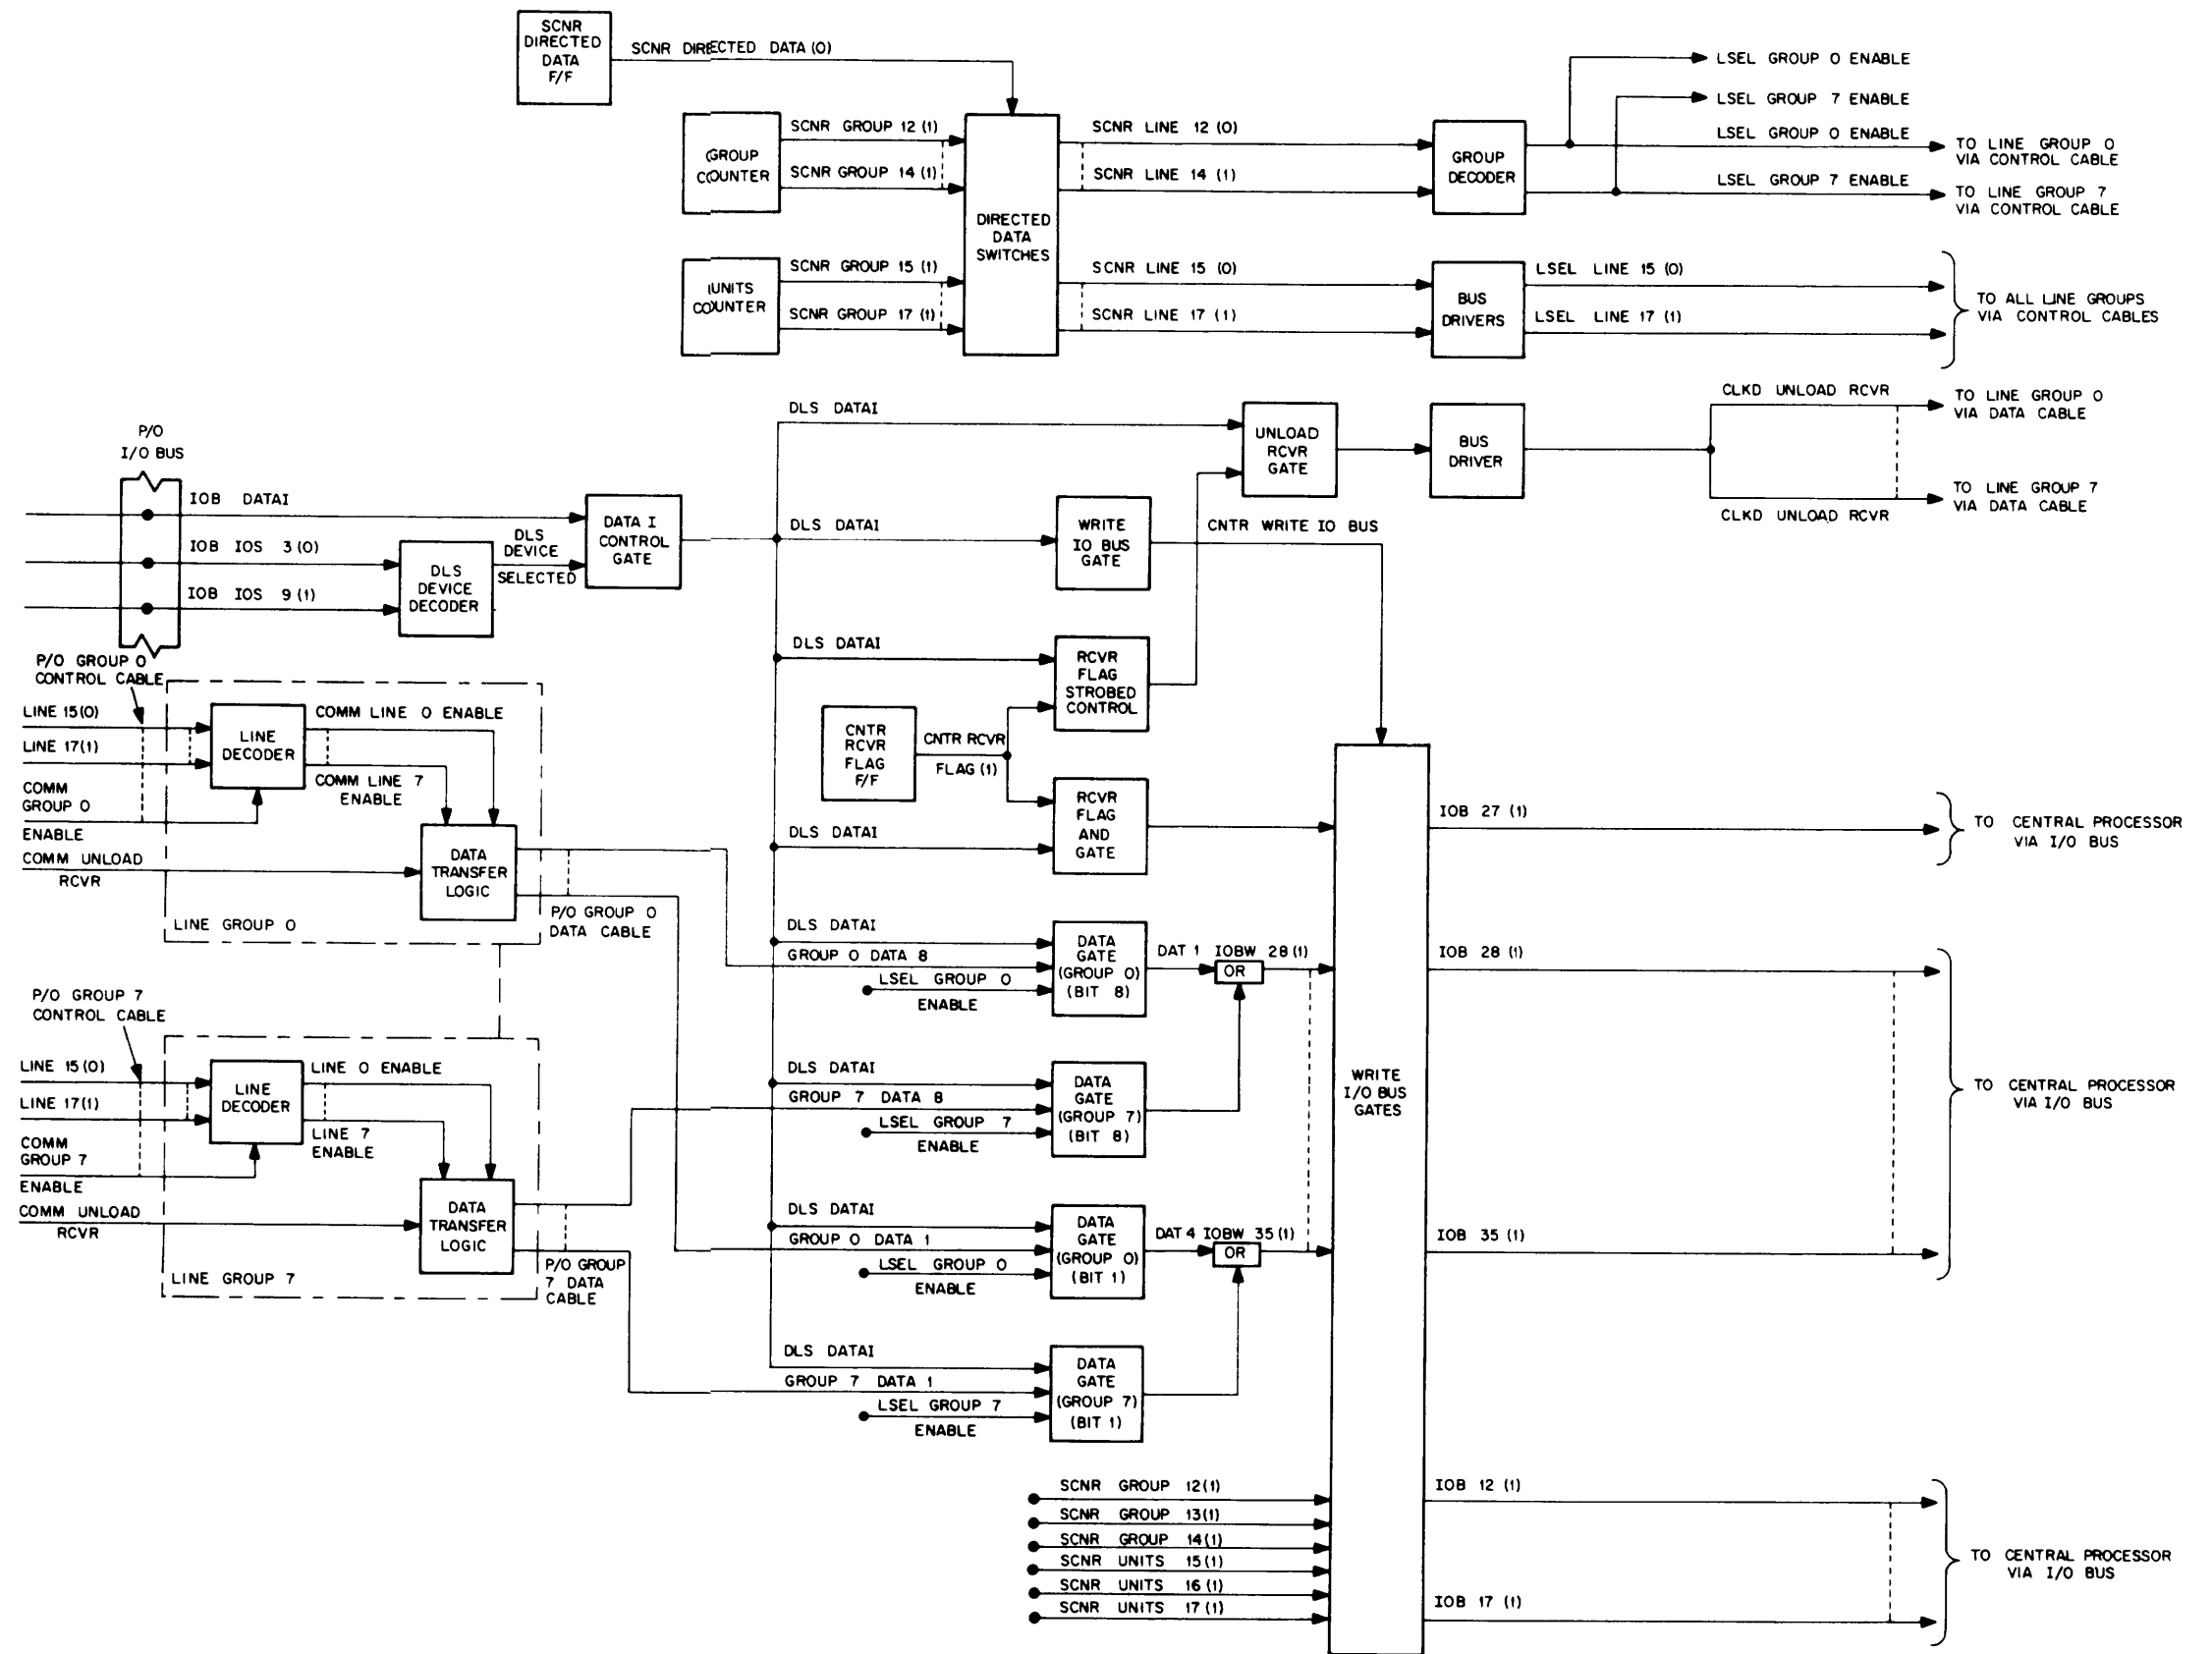 SCNR
DIRECTED
DATA
F/F
SCNR DIRECTED DATA (0)
GROUP
COUNTER
SCNR GROUP 12 (1)
SCNR GROUP 14 (1)
UNITS
COUNTER
SCNR GROUP 15 (1)
SCNR GROUP 17 (1)
DIRECTED
DATA
SWITCHES
SCNR LINE 12 (0)
SCNR LINE 14 (1)
SCNR LINE 15 (0)
SCNR LINE 17 (1)
GROUP
DECODER
BUS
DRIVERS
LSEL GROUP 0 ENABLE
LSEL GROUP 7 ENABLE
LSEL GROUP 0 ENABLE
LSEL GROUP 7 ENABLE
TO LINE GROUP 0
VIA CONTROL CABLE
TO LINE GROUP 7
VIA CONTROL CABLE
LSEL LINE 15 (0)
LSEL LINE 17 (1)
TO ALL LINE GROUPS
VIA CONTROL CABLES
P/O
I/O BUS
IOB DATAI
IOB IOS 3 (0)
IOB IOS 9 (1)
DLS
DEVICE
DECODER
DLS
DEVICE
SELECTED
DATA I
CONTROL
GATE
DLS DATAI
UNLOAD
RCVR
GATE
BUS
DRIVER
CLKD UNLOAD RCVR
TO LINE GROUP 0
VIA DATA CABLE
CLKD UNLOAD RCVR
TO LINE GROUP 7
VIA DATA CABLE
DLS DATAI
WRITE
IO BUS
GATE
CNTR WRITE IO BUS
DLS DATAI
RCVR
FLAG
STROBED
CONTROL
CNTR
RCVR
FLAG
F/F
CNTR RCVR
FLAG (1)
RCVR
FLAG
AND
GATE
DLS DATAI
P/O GROUP 0
CONTROL CABLE
LINE 15(0)
LINE 17(1)
COMM
GROUP 0
ENABLE
COMM UNLOAD
RCVR
LINE
DECODER
COMM LINE 0 ENABLE
COMM LINE 7
ENABLE
DATA
TRANSFER
LOGIC
LINE GROUP 0
P/O GROUP 0
DATA CABLE
P/O GROUP 7
CONTROL CABLE
LINE 15(0)
LINE 17(1)
COMM
GROUP 7
ENABLE
COMM UNLOAD
RCVR
LINE
DECODER
LINE 0 ENABLE
LINE 7
ENABLE
DATA
TRANSFER
LOGIC
LINE GROUP 7
P/O GROUP
7 DATA
CABLE
DLS DATAI
GROUP 0 DATA 8
LSEL GROUP 0
ENABLE
DATA
GATE
(GROUP 0)
(BIT 8)
DAT 1 IOBW 28 (1)
OR
DLS DATAI
GROUP 7 DATA 8
LSEL GROUP 7
ENABLE
DATA
GATE
(GROUP 7)
(BIT 8)
DLS DATAI
GROUP 0 DATA 1
LSEL GROUP 0
ENABLE
DATA
GATE
(GROUP 0)
(BIT 1)
DAT 4 IOBW 35 (1)
OR
DLS DATAI
GROUP 7 DATA 1
LSEL GROUP 7
ENABLE
DATA
GATE
(GROUP 7)
(BIT 1)
WRITE
I/O BUS
GATES
IOB 27 (1)
TO CENTRAL PROCESSOR
VIA I/O BUS
IOB 28 (1)
IOB 35 (1)
TO CENTRAL PROCESSOR
VIA I/O BUS
SCNR GROUP 12(1)
SCNR GROUP 13(1)
SCNR GROUP 14(1)
SCNR UNITS 15(1)
SCNR UNITS 16(1)
SCNR UNITS 17(1)
IOB 12 (1)
IOB 17 (1)
TO CENTRAL PROCESSOR
VIA I/O BUS